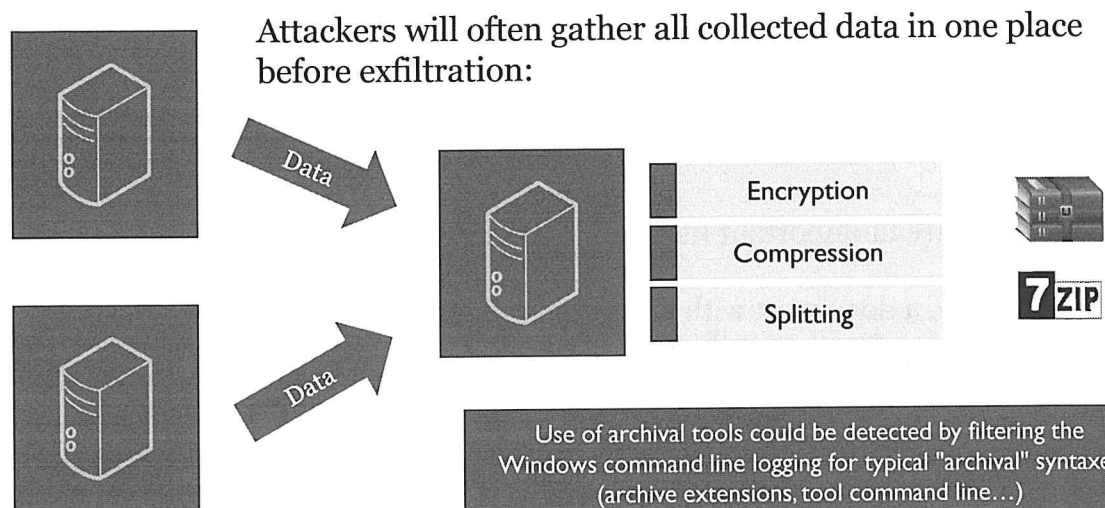 Attackers will often gather all collected data in one place
before exfiltration:
Data
Data
Encryption
Compression
Splitting
7 ZIP
Use of archival tools could be detected by filtering the
Windows command line logging for typical "archival" syntaxe
(archive extensions, tool command line…)